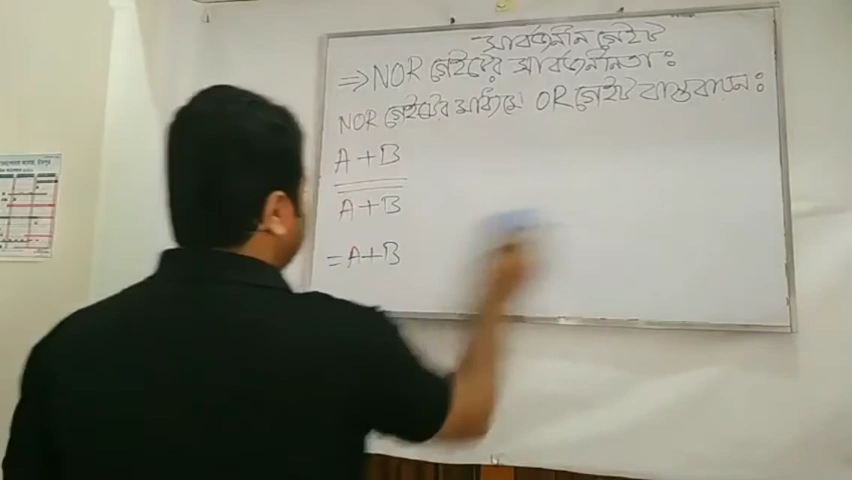 সার্বজনীন গেইট
⇒ NOR গেইটের সার্বজনীনতা:
NOR গেইটের মাধ্যমে OR গেইট বাস্তবায়ন:
A + B
A + B
= A + B